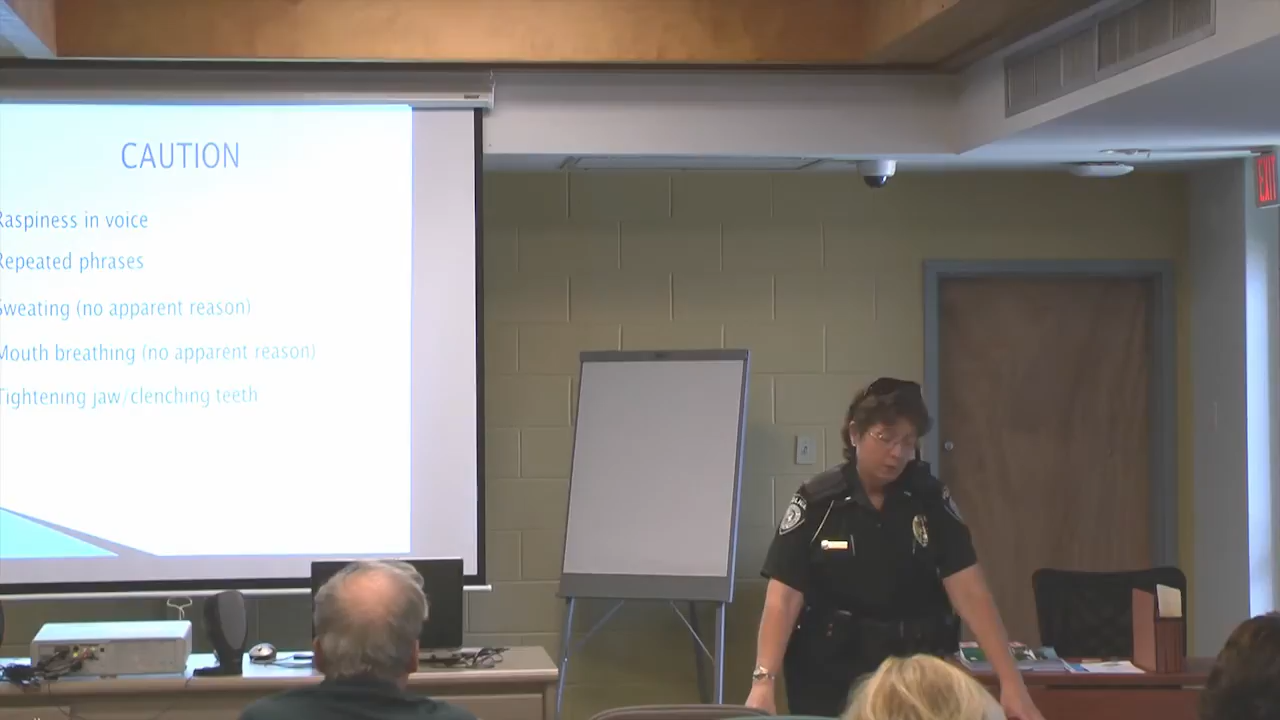 CAUTION
Raspiness in voice
Repeated phrases
Sweating (no apparent reason)
Mouth breathing (no apparent reason)
Tightening jaw/clenching teeth
EXIT